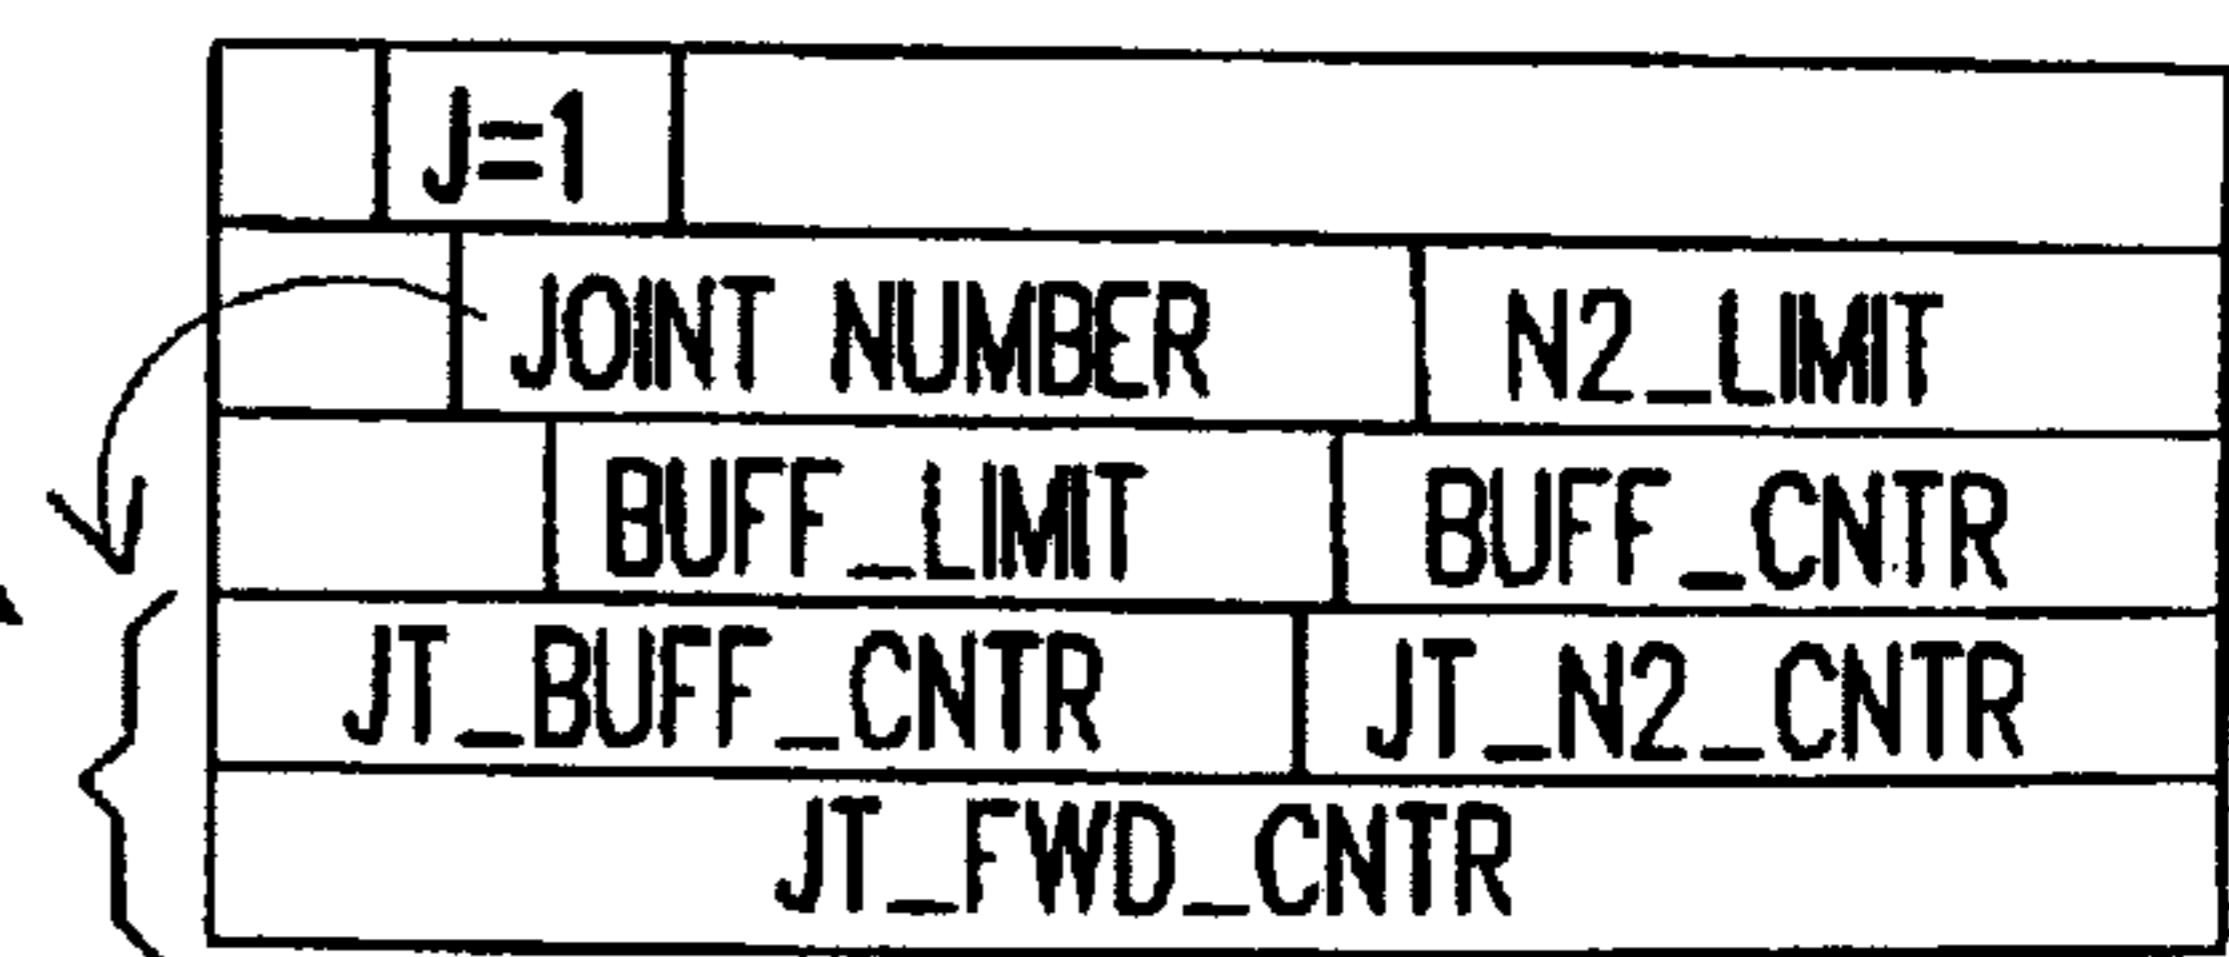 J=1
JOINT NUMBER N2_LIMIT
BUFF_LIMIT BUFF_CNTR
JT_BUFF_CNTR JT_N2_CNTR
JT_FWD_CNTR